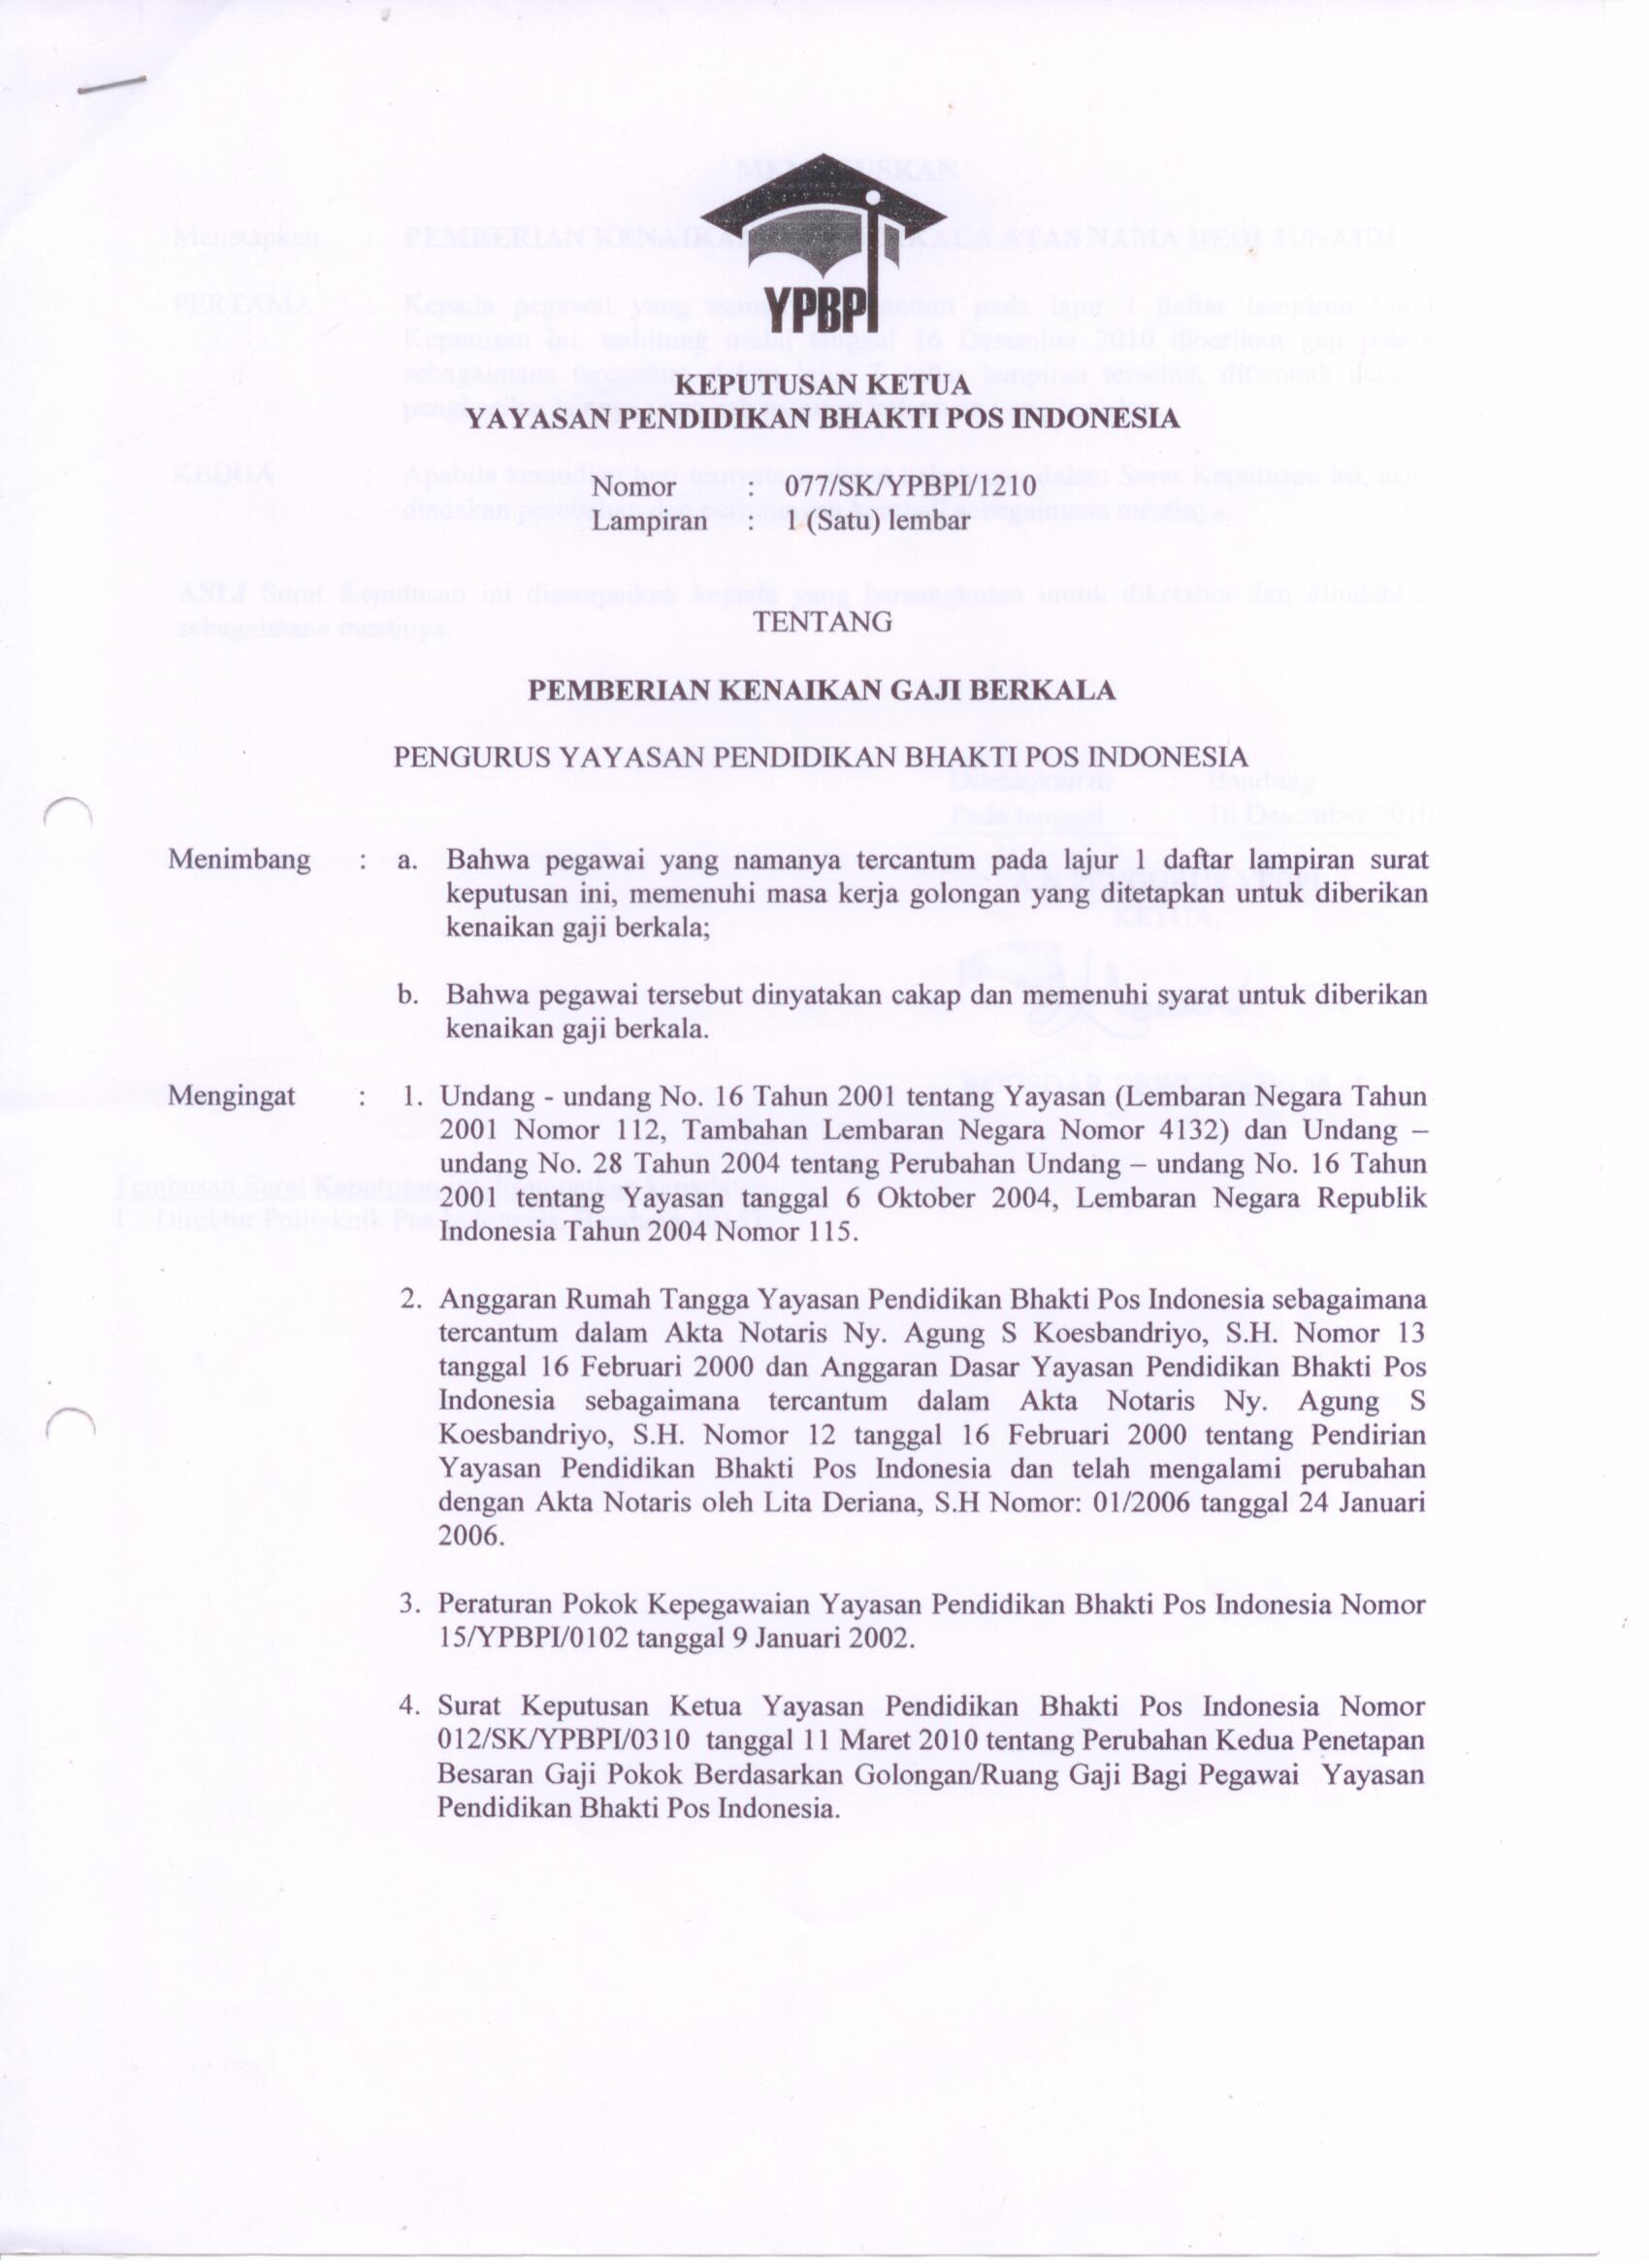 YPBPI
KEPUTUSAN KETUA
YAYASAN PENDIDIKAN BHAKTI POS INDONESIA
Nomor : 077/SK/YPBPI/1210
Lampiran : 1 (Satu) lembar
TENTANG
PEMBERIAN KENAIKAN GAJI BERKALA
PENGURUS YAYASAN PENDIDIKAN BHAKTI POS INDONESIA
Menimbang : a. Bahwa pegawai yang namanya tercantum pada lajur 1 daftar lampiran surat
keputusan ini, memenuhi masa kerja golongan yang ditetapkan untuk diberikan
kenaikan gaji berkala;
b. Bahwa pegawai tersebut dinyatakan cakap dan memenuhi syarat untuk diberikan
kenaikan gaji berkala.
Mengingat : 1. Undang - undang No. 16 Tahun 2001 tentang Yayasan (Lembaran Negara Tahun
2001 Nomor 112, Tambahan Lembaran Negara Nomor 4132) dan Undang –
undang No. 28 Tahun 2004 tentang Perubahan Undang – undang No. 16 Tahun
2001 tentang Yayasan tanggal 6 Oktober 2004, Lembaran Negara Republik
Indonesia Tahun 2004 Nomor 115.
2. Anggaran Rumah Tangga Yayasan Pendidikan Bhakti Pos Indonesia sebagaimana
tercantum dalam Akta Notaris Ny. Agung S Koesbandriyo, S.H. Nomor 13
tanggal 16 Februari 2000 dan Anggaran Dasar Yayasan Pendidikan Bhakti Pos
Indonesia sebagaimana tercantum dalam Akta Notaris Ny. Agung S
Koesbandriyo, S.H. Nomor 12 tanggal 16 Februari 2000 tentang Pendirian
Yayasan Pendidikan Bhakti Pos Indonesia dan telah mengalami perubahan
dengan Akta Notaris oleh Lita Deriana, S.H Nomor: 01/2006 tanggal 24 Januari
2006.
3. Peraturan Pokok Kepegawaian Yayasan Pendidikan Bhakti Pos Indonesia Nomor
15/YPBPI/0102 tanggal 9 Januari 2002.
4. Surat Keputusan Ketua Yayasan Pendidikan Bhakti Pos Indonesia Nomor
012/SK/YPBPI/0310 tanggal 11 Maret 2010 tentang Perubahan Kedua Penetapan
Besaran Gaji Pokok Berdasarkan Golongan/Ruang Gaji Bagi Pegawai Yayasan
Pendidikan Bhakti Pos Indonesia.